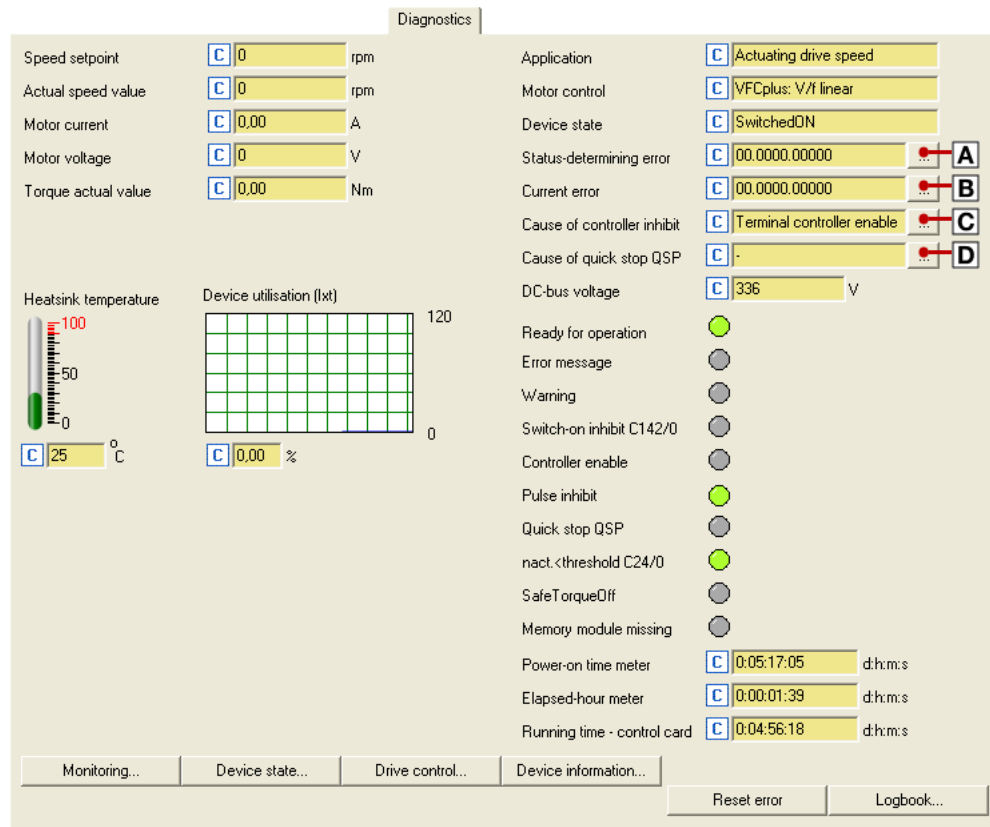 Diagnostics
Speed setpoint C 0 rpm
Actual speed value C 0 rpm
Motor current C 0,00 A
Motor voltage C 0 V
Torque actual value C 0,00 Nm
Heatsink temperature
100
50
0
C 25 °C
Device utilisation (Ixt)
120
0
C 0,00 %
Application C Actuating drive speed
Motor control C VFCplus: V/f linear
Device state C SwitchedON
Status-determining error C 00.0000.00000 ... A
Current error C 00.0000.00000 ... B
Cause of controller inhibit C Terminal controller enable ... C
Cause of quick stop QSP C - ... D
DC-bus voltage C 336 V
Ready for operation
Error message
Warning
Switch-on inhibit C142/0
Controller enable
Pulse inhibit
Quick stop QSP
nact.<threshold C24/0
SafeTorqueOff
Memory module missing
Power-on time meter C 0:05:17:05 d:h:m:s
Elapsed-hour meter C 0:00:01:39 d:h:m:s
Running time - control card C 0:04:56:18 d:h:m:s
Monitoring... Device state... Drive control... Device information...
Reset error Logbook...